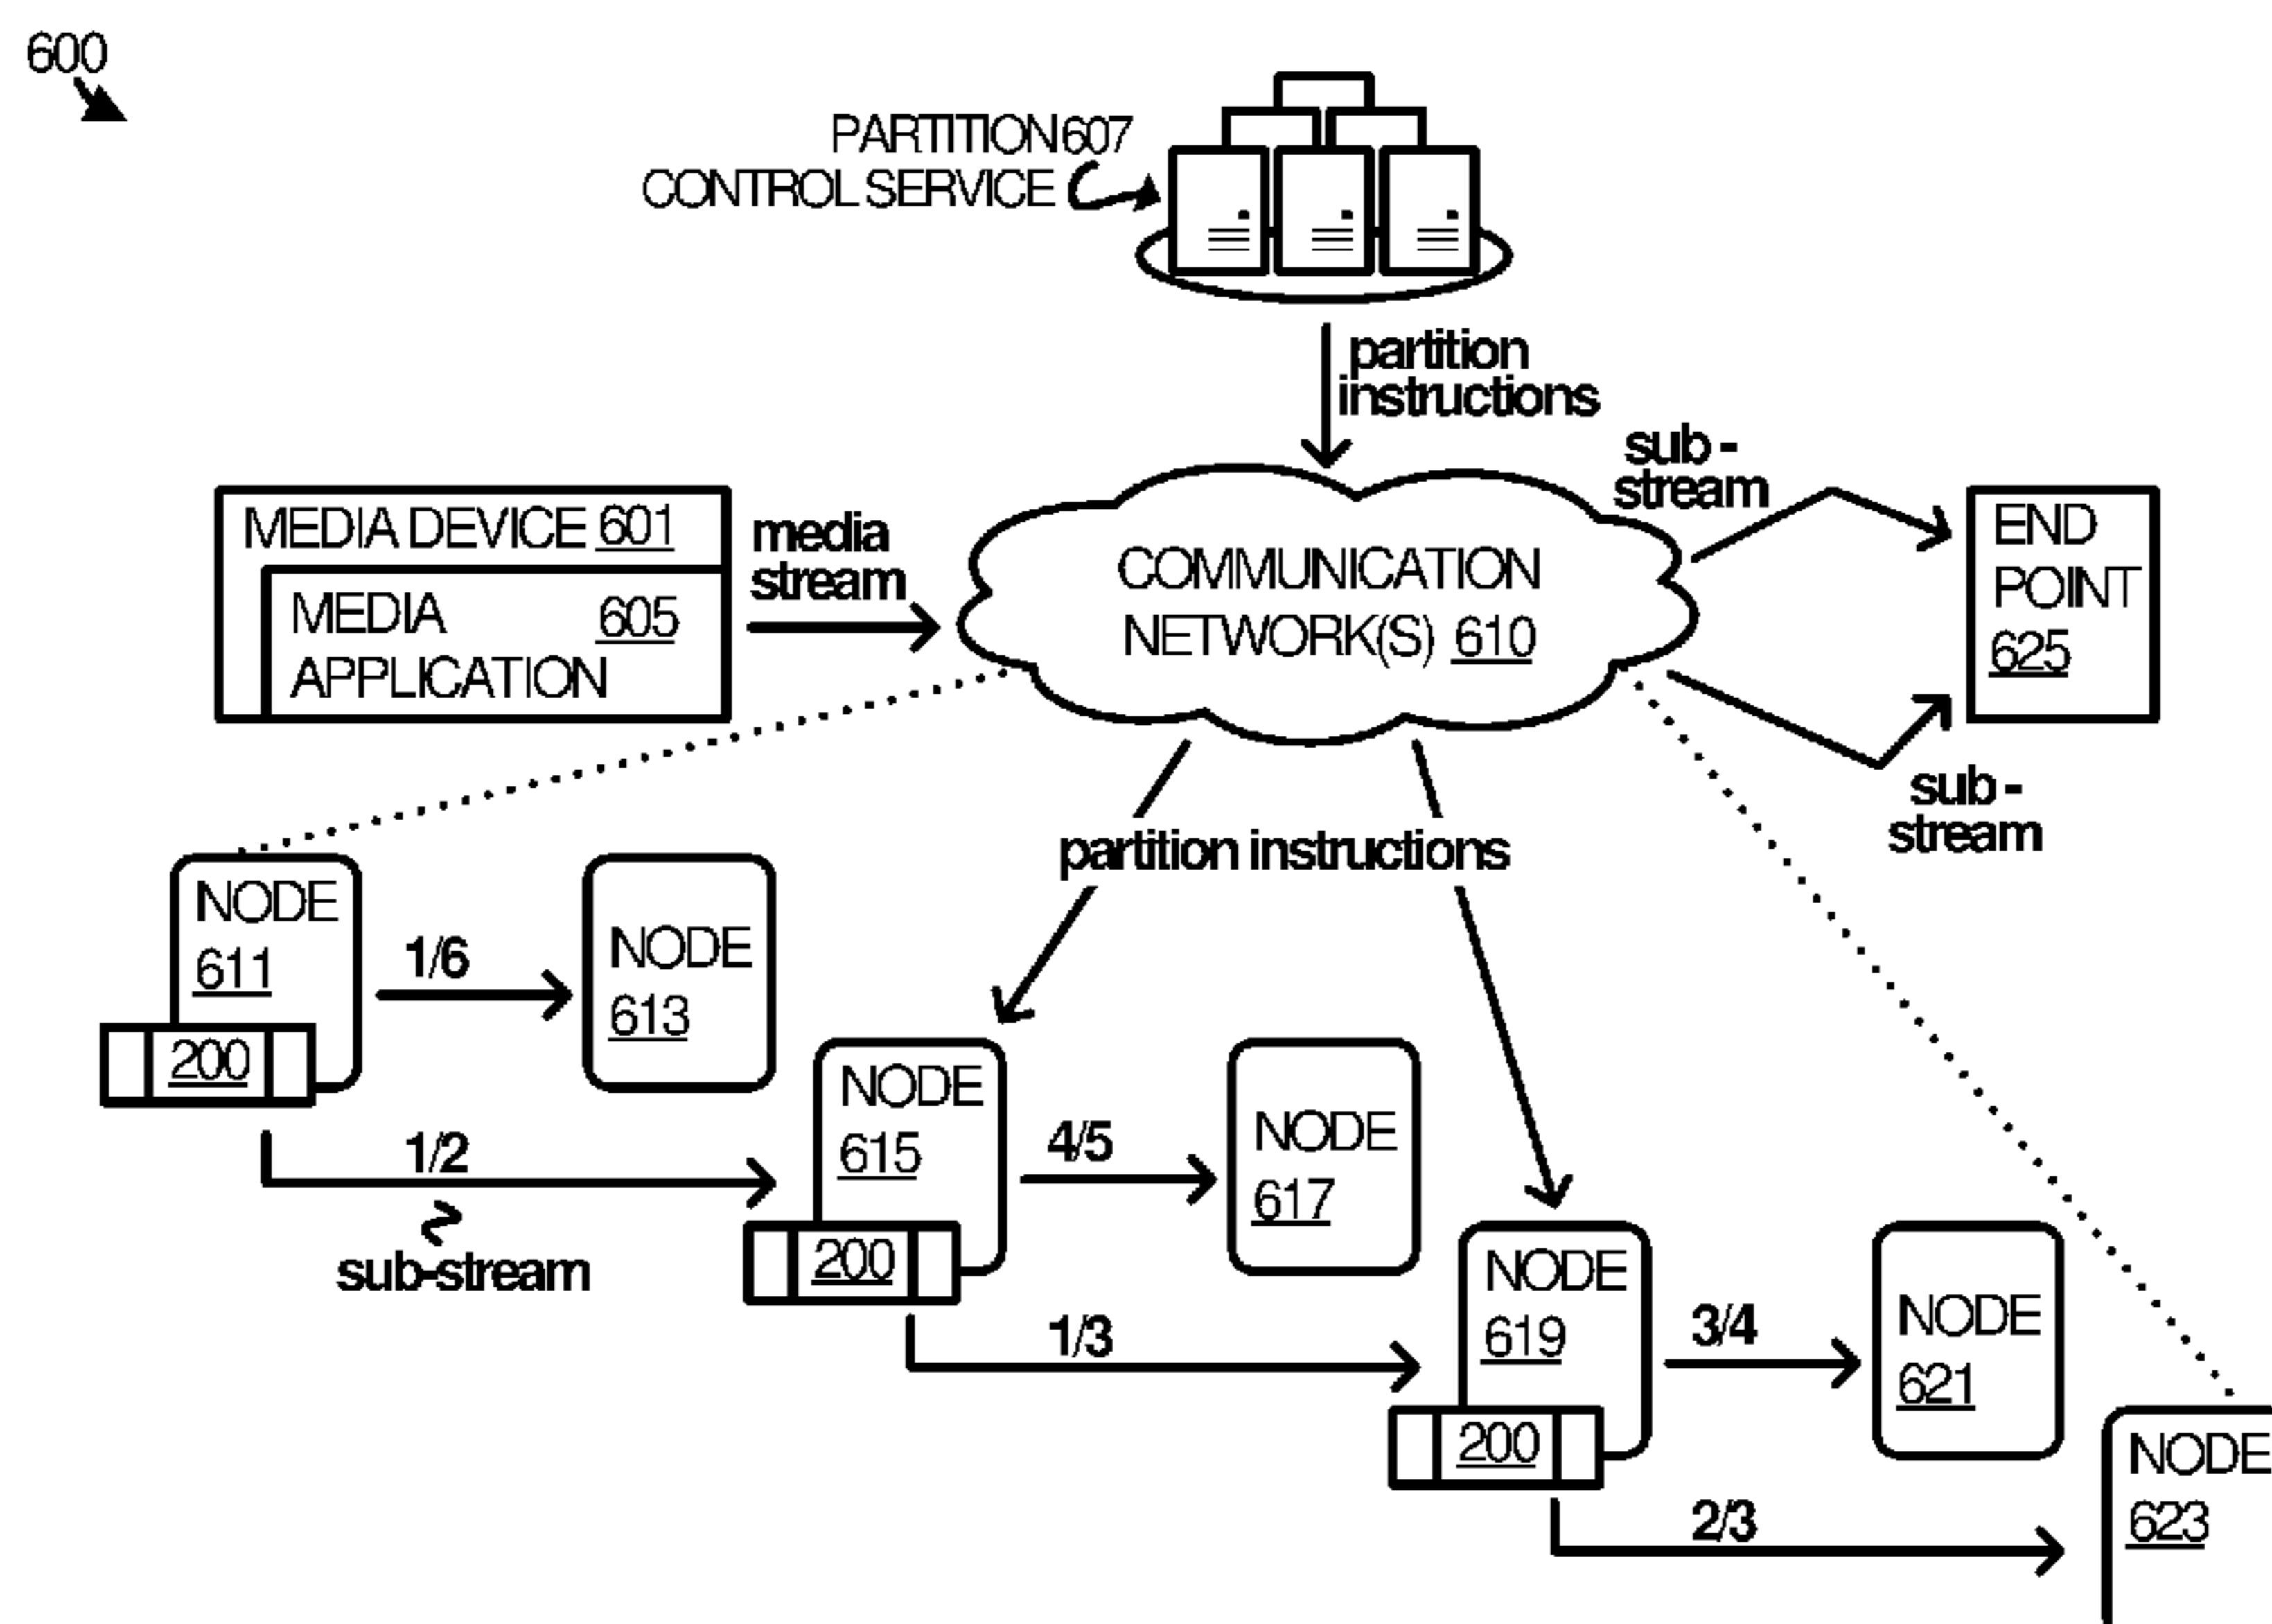 600
PARTITION 607
CONTROL SERVICE
partition
instructions
sub -
stream
MEDIA DEVICE 601
MEDIA 605
APPLICATION
media
stream
COMMUNICATION
NETWORK(S) 610
END
POINT
625
sub -
stream
partition instructions
NODE
611
200
1/6
NODE
613
1/2
sub-stream
NODE
615
200
4/5
NODE
617
1/3
NODE
619
200
3/4
NODE
621
2/3
NODE
623